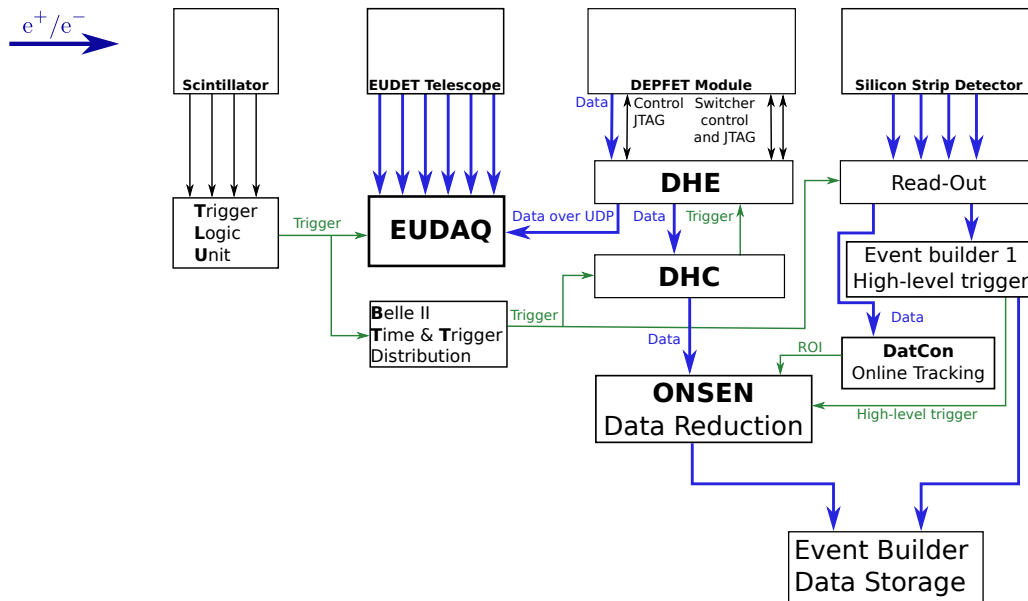 e⁺/e⁻
Scintillator
EUDET Telescope
DEPFET Module
Silicon Strip Detector
Data
Control
JTAG
Switcher
control
and JTAG
DHE
Read-Out
Trigger
Logic
Unit
Trigger
EUDAQ
Data over UDP
Data
Trigger
Event builder 1
High-level trigger
DHC
Belle II
Time & Trigger
Distribution
Trigger
Data
Data
ROI
DatCon
Online Tracking
ONSEN
Data Reduction
High-level trigger
Event Builder
Data Storage